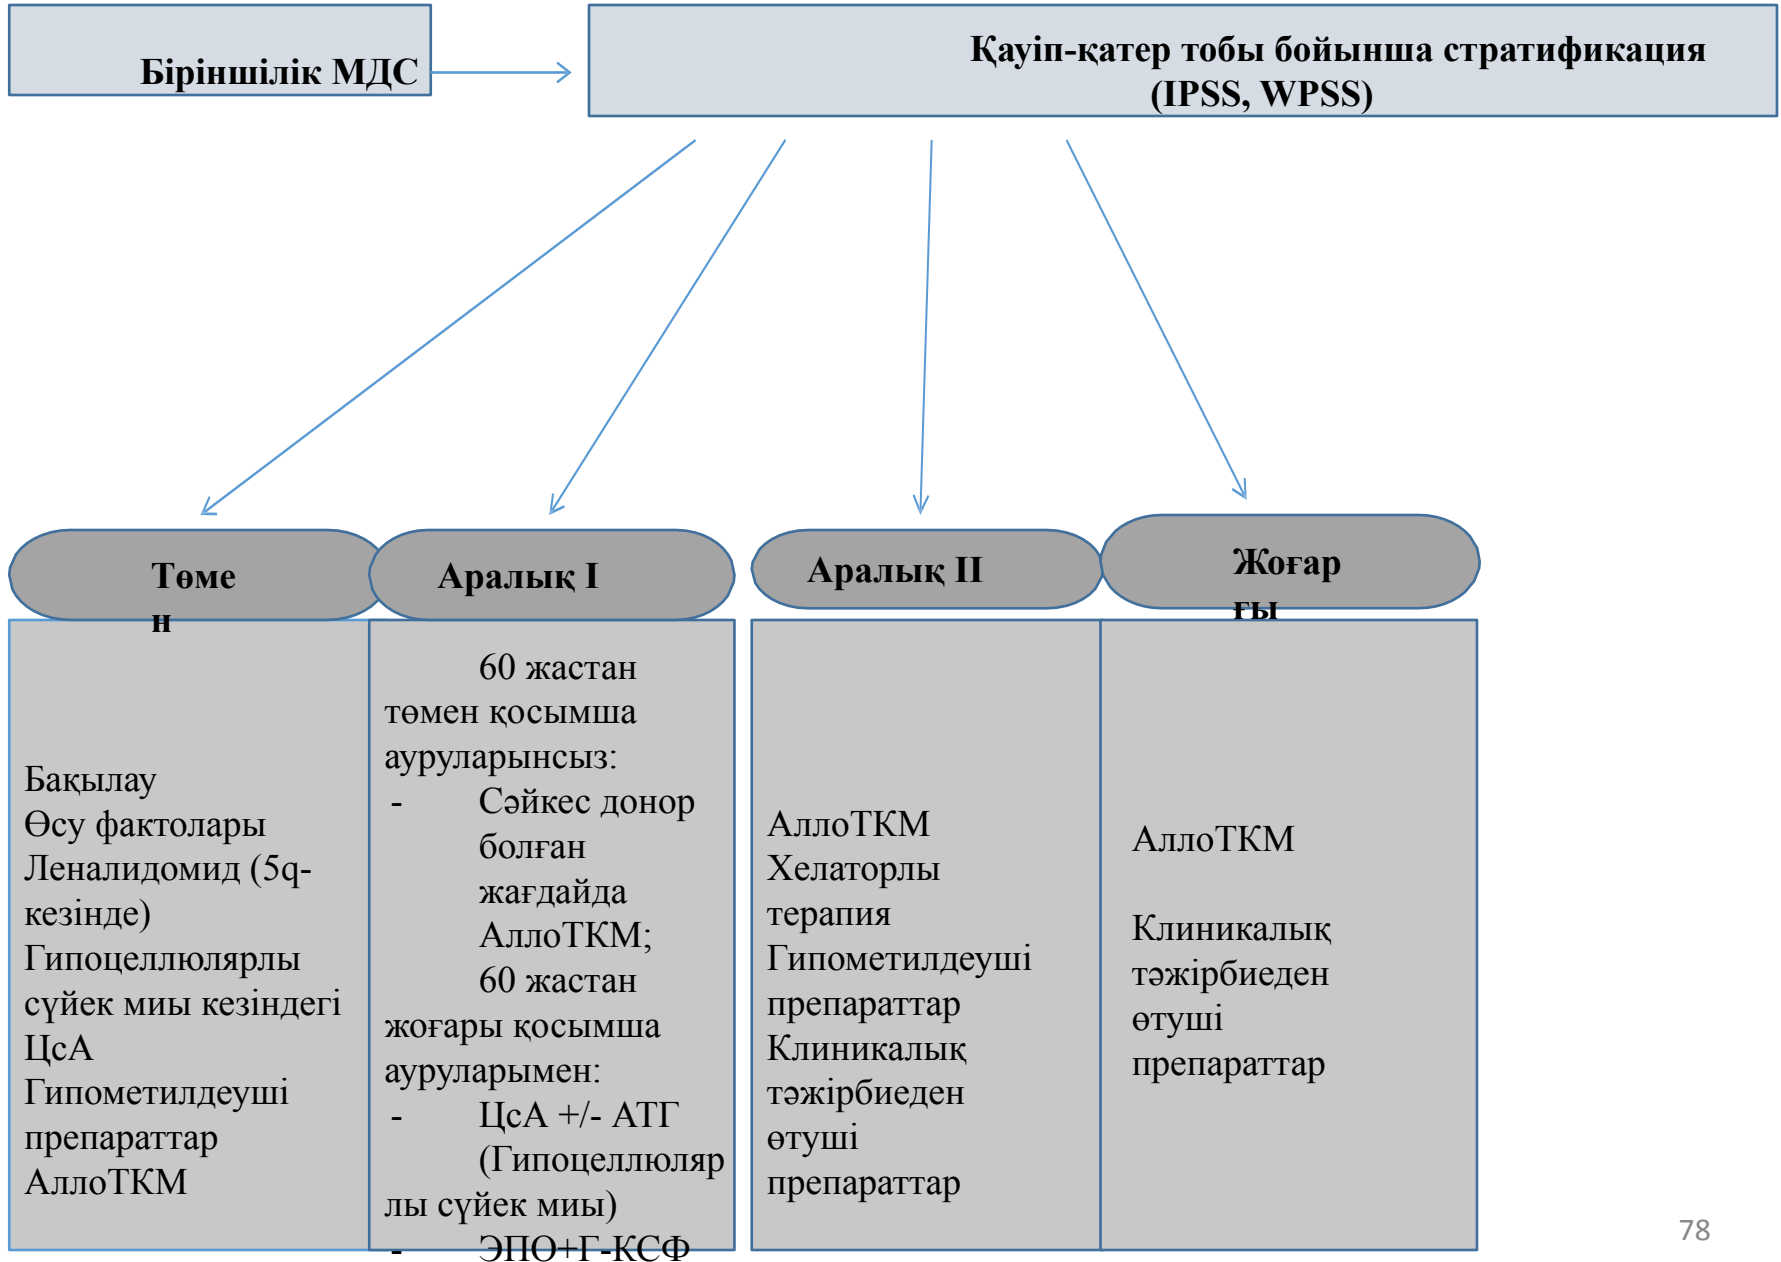 Біріншілік МДС
Қауіп-қатер тобы бойынша стратификация
(IPSS, WPSS)
Төме
н
Аралық I
Аралық II
Жоғар
ғы
Бақылау
Өсу фактолары
Леналидомид (5q-
кезінде)
Гипоцеллюлярлы
сүйек миы кезіндегі
ЦсА
Гипометилдеуші
препараттар
АллоТКМ
60 жастан
төмен қосымша
ауруларынсыз:
- Сәйкес донор
болған
жағдайда
АллоТКМ;
60 жастан
жоғары қосымша
ауруларымен:
- ЦсА +/- АТГ
(Гипоцеллюляр
лы сүйек миы)
- ЭПО+Г-КСФ
АллоТКМ
Хелаторлы
терапия
Гипометилдеуші
препараттар
Клиникалық
тәжірбиеден
өтуші
препараттар
АллоТКМ
Клиникалық
тәжірбиеден
өтуші
препараттар
78